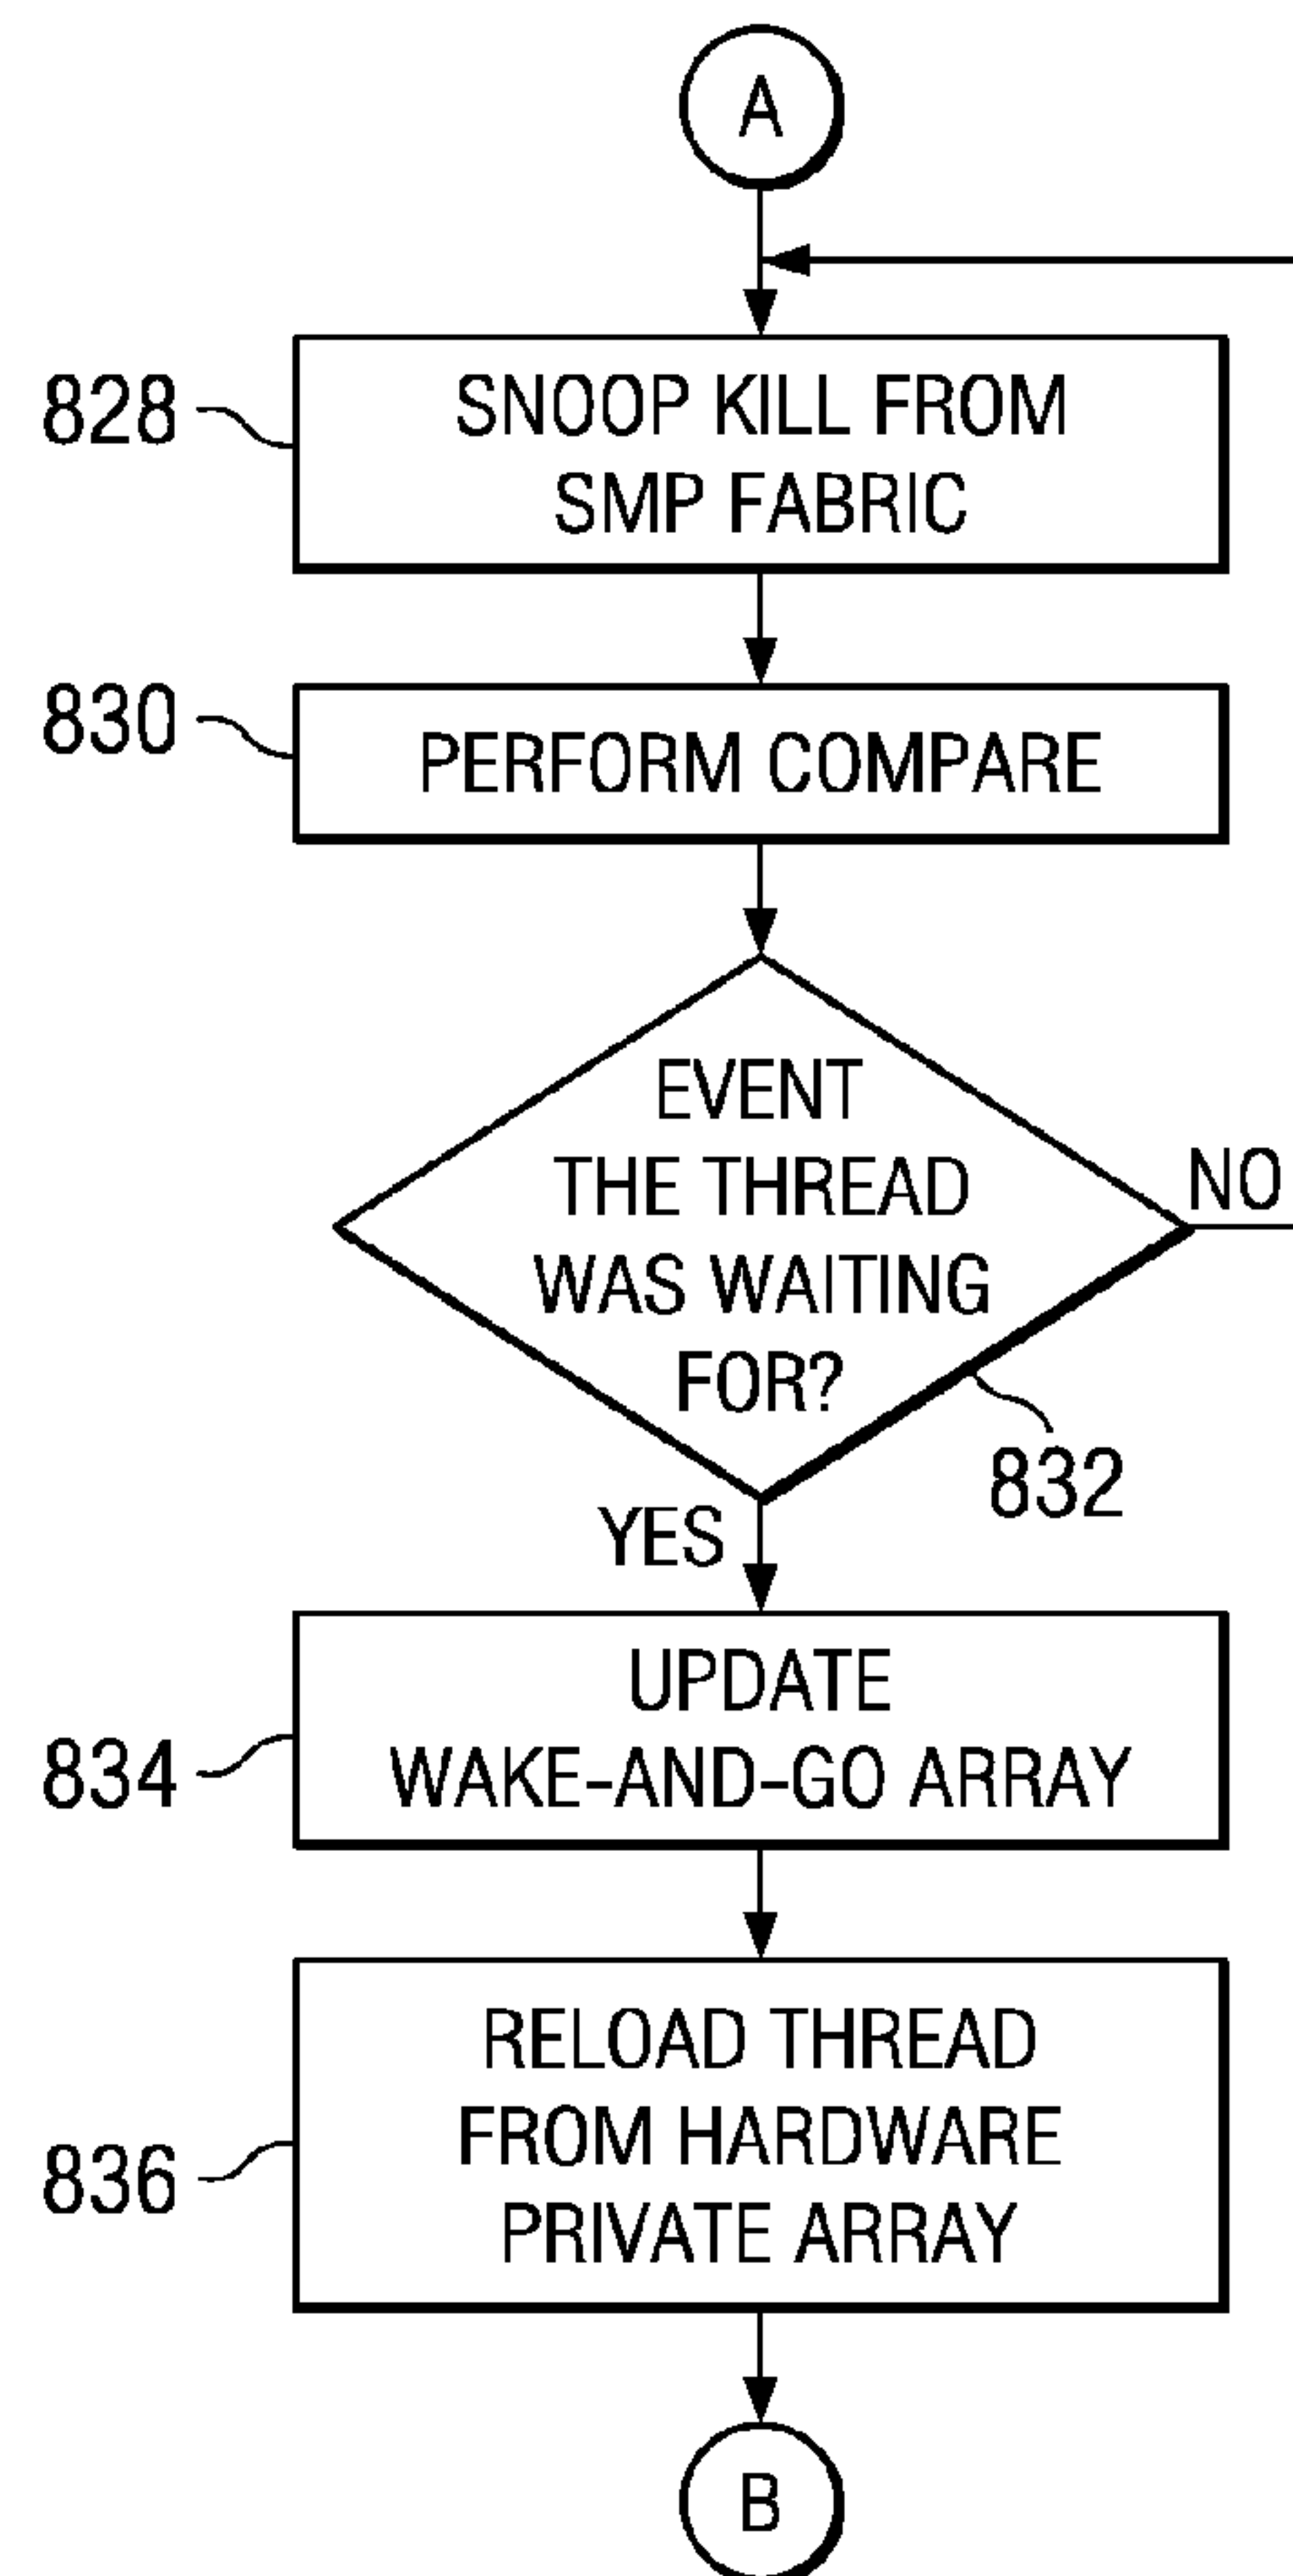 A
828
SNOOP KILL FROM
SMP FABRIC
830
PERFORM COMPARE
EVENT
THE THREAD
WAS WAITING
FOR?
NO
832
YES
UPDATE
834
WAKE-AND-GO ARRAY
RELOAD THREAD
FROM HARDWARE
836
PRIVATE ARRAY
B